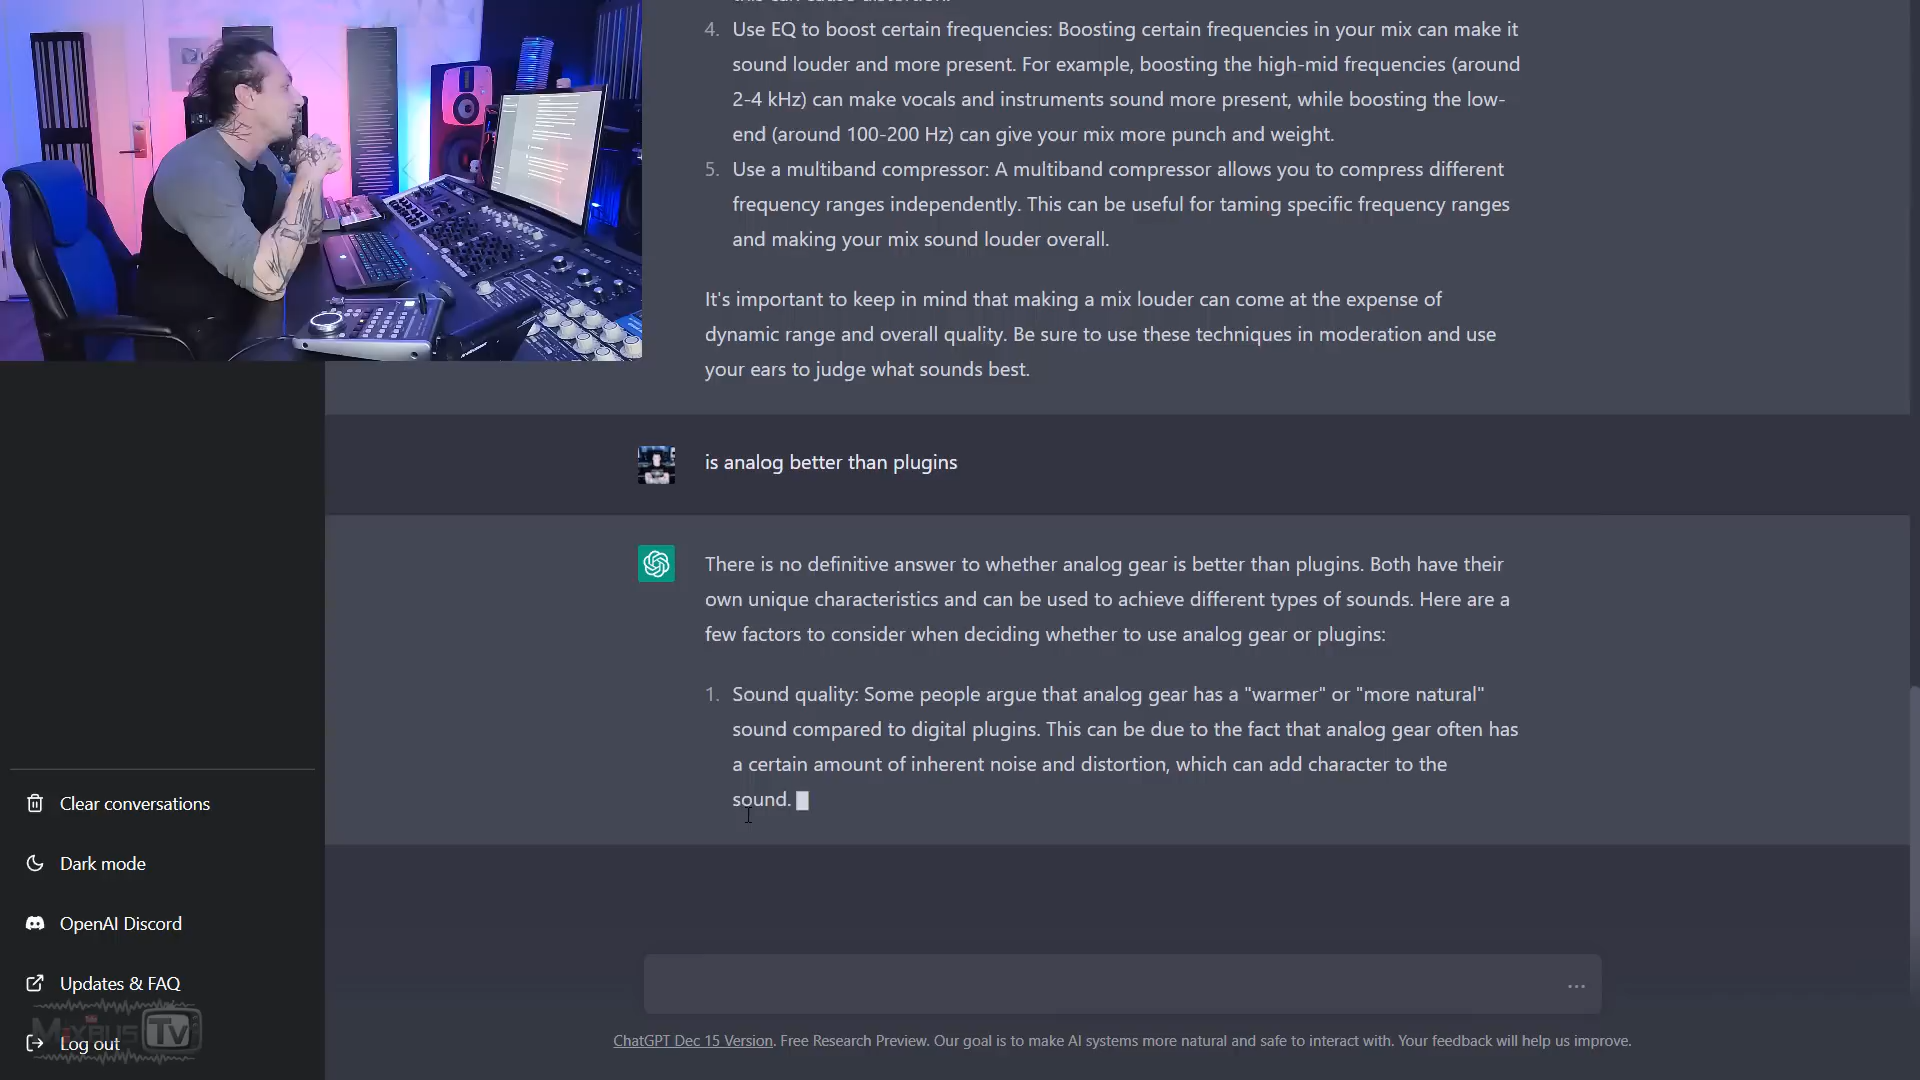 4. Use EQ to boost certain frequencies: Boosting certain frequencies in your mix can make it
sound louder and more present. For example, boosting the high-mid frequencies (around
2-4 kHz) can make vocals and instruments sound more present, while boosting the low-
end (around 100-200 Hz) can give your mix more punch and weight.
5. Use a multiband compressor: A multiband compressor allows you to compress different
frequency ranges independently. This can be useful for taming specific frequency ranges
and making your mix sound louder overall.
It's important to keep in mind that making a mix louder can come at the expense of
dynamic range and overall quality. Be sure to use these techniques in moderation and use
your ears to judge what sounds best.
is analog better than plugins
There is no definitive answer to whether analog gear is better than plugins. Both have their
own unique characteristics and can be used to achieve different types of sounds. Here are a
few factors to consider when deciding whether to use analog gear or plugins:
1. Sound quality: Some people argue that analog gear has a "warmer" or "more natural"
sound compared to digital plugins. This can be due to the fact that analog gear often has
a certain amount of inherent noise and distortion, which can add character to the
sound.
Clear conversations
Dark mode
OpenAI Discord
Updates & FAQ
MixbusTv
Log out
ChatGPT Dec 15 Version. Free Research Preview. Our goal is to make AI systems more natural and safe to interact with. Your feedback will help us improve.